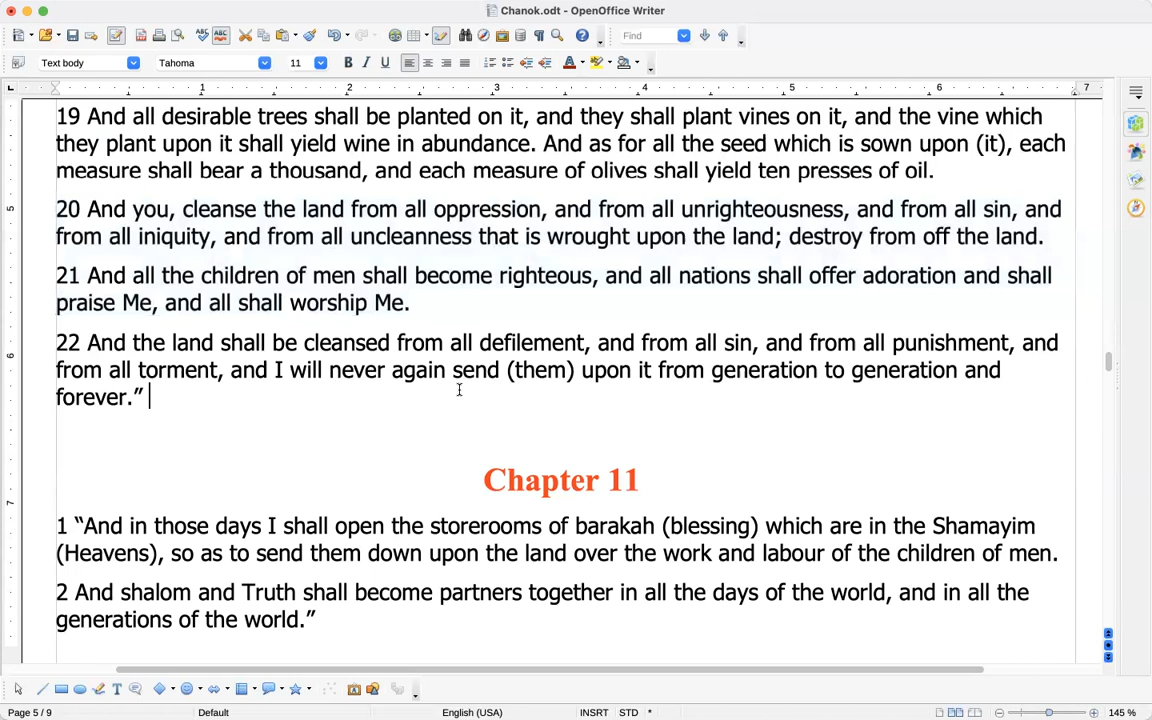 Chanok.odt - OpenOffice Writer
Find
Text body Tahoma 11
1 2 3 4 5 6 7
19 And all desirable trees shall be planted on it, and they shall plant vines on it, and the vine which
they plant upon it shall yield wine in abundance. And as for all the seed which is sown upon (it), each
measure shall bear a thousand, and each measure of olives shall yield ten presses of oil.
5
20 And you, cleanse the land from all oppression, and from all unrighteousness, and from all sin, and
from all iniquity, and from all uncleanness that is wrought upon the land; destroy from off the land.
21 And all the children of men shall become righteous, and all nations shall offer adoration and shall
praise Me, and all shall worship Me.
22 And the land shall be cleansed from all defilement, and from all sin, and from all punishment, and
6
from all torment, and I will never again send (them) upon it from generation to generation and
forever.”
Chapter 11
7
1 “And in those days I shall open the storerooms of barakah (blessing) which are in the Shamayim
(Heavens), so as to send them down upon the land over the work and labour of the children of men.
2 And shalom and Truth shall become partners together in all the days of the world, and in all the
generations of the world.”
Page 5 / 9 Default English (USA) INSRT STD * 145 %